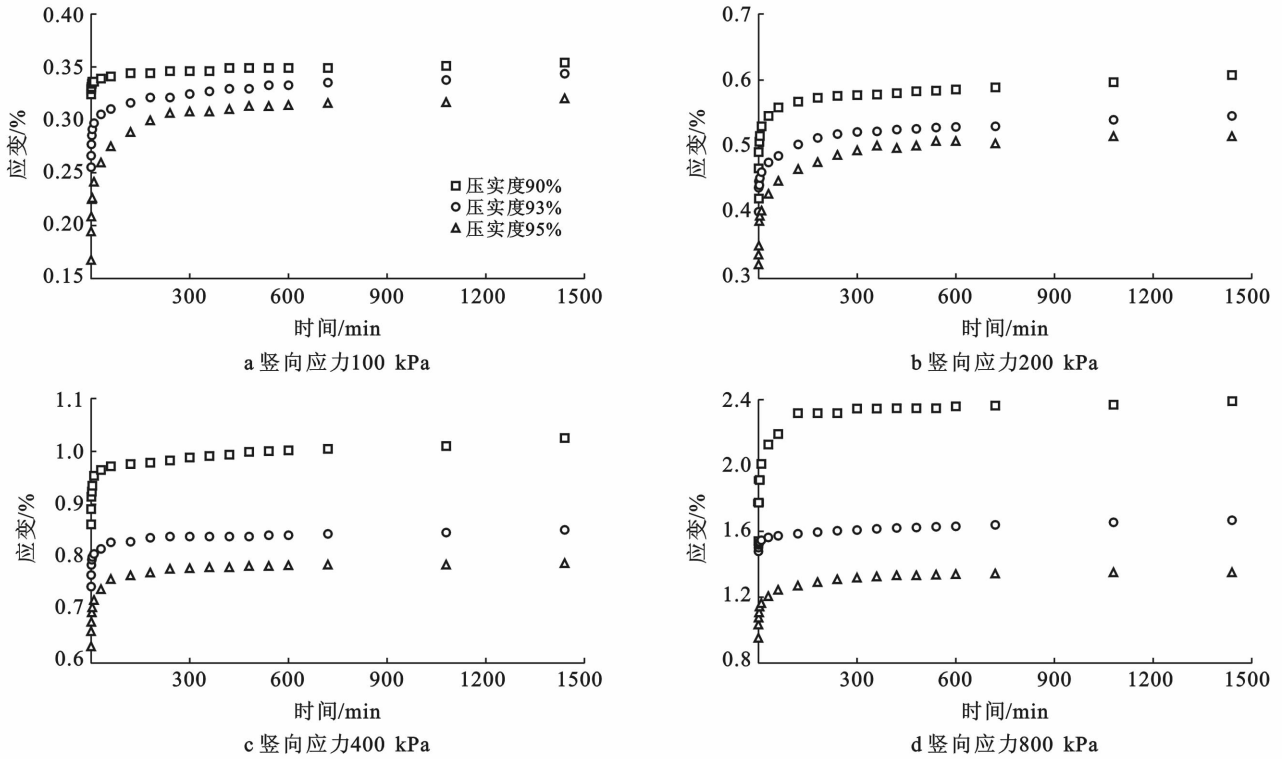 0.40
0.35
0.30
0.25
0.20
0.15
应变/%
□ 压实度90%
○ 压实度93%
△ 压实度95%
300 600 900 1200 1500
时间/min
a 竖向应力100 kPa
0.7
0.6
0.5
0.4
0.3
应变/%
300 600 900 1200 1500
时间/min
b 竖向应力200 kPa
1.1
1.0
0.9
0.8
0.7
0.6
应变/%
300 600 900 1200 1500
时间/min
c 竖向应力400 kPa
2.4
2.0
1.6
1.2
0.8
应变/%
300 600 900 1200 1500
时间/min
d 竖向应力800 kPa